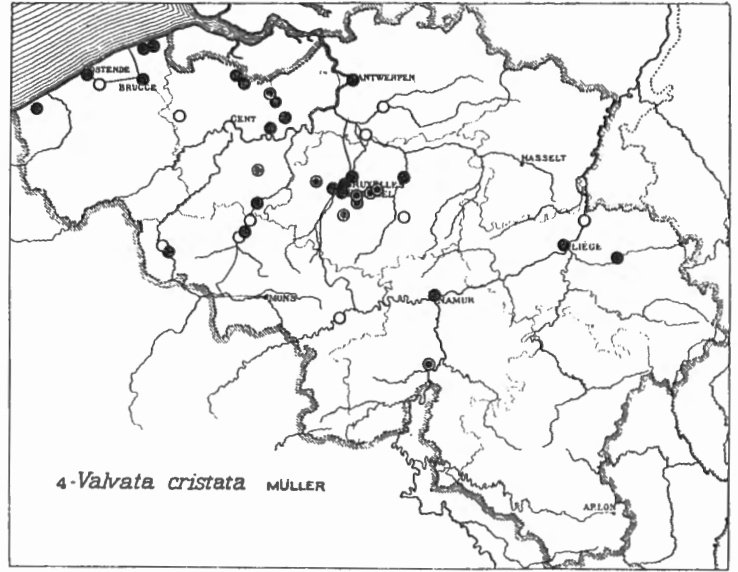 OSTENDE
BRUGGE
ANTWERPEN
GENT
HASSELT
BRUXELLES
LIÈGE
MONS
NAMUR
4-Valvata cristata MÜLLER
ARLON